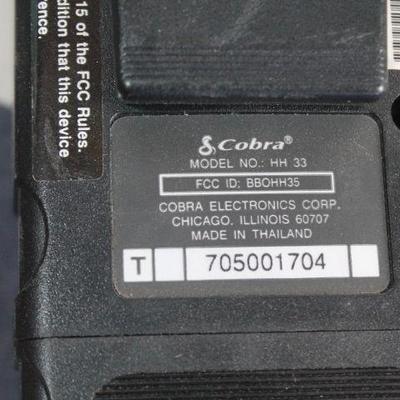 15 of the FCC Rules.
dition that this device
rence.
Cobra®
MODEL NO.: HH 33
FCC ID: BBOHH35
COBRA ELECTRONICS CORP.
CHICAGO, ILLINOIS 60707
MADE IN THAILAND
T 705001704